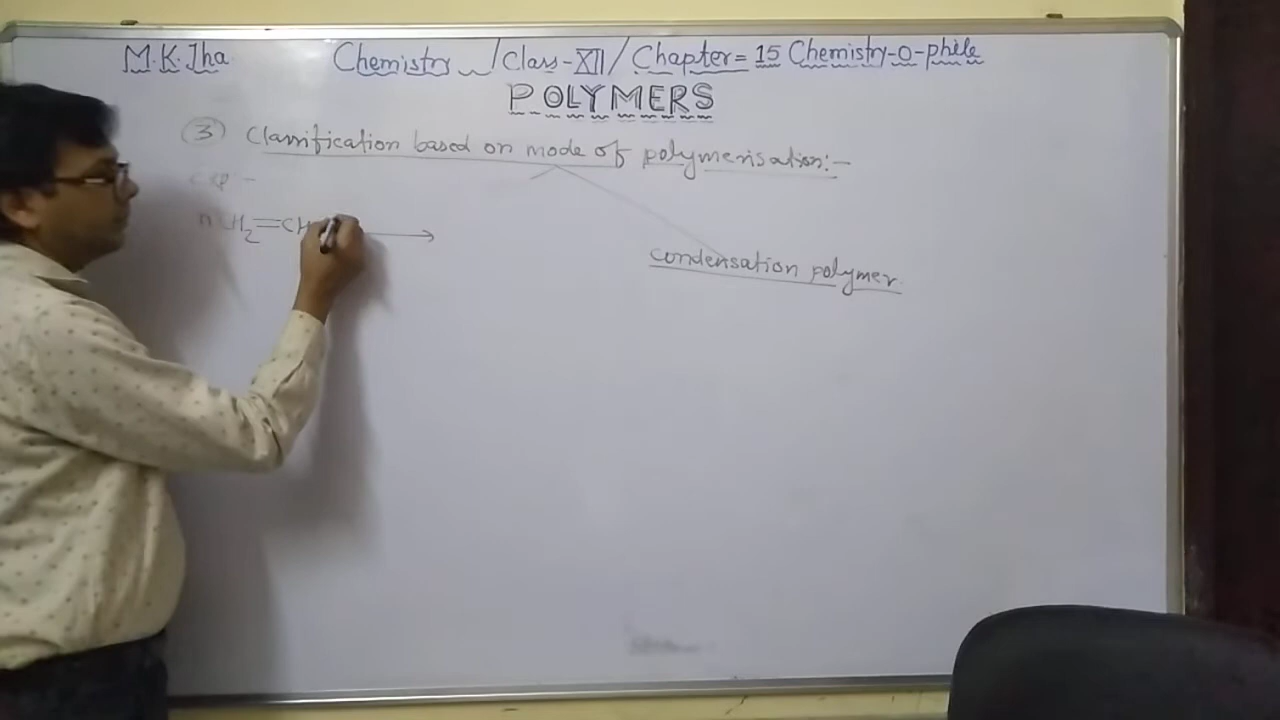 M.K.Jha Chemistry /Class-XII/ Chapter= 15 Chemistry-o-phile
POLYMERS
(3) Classification based on mode of polymerisation:-
nCH2=CH
condensation polymer.